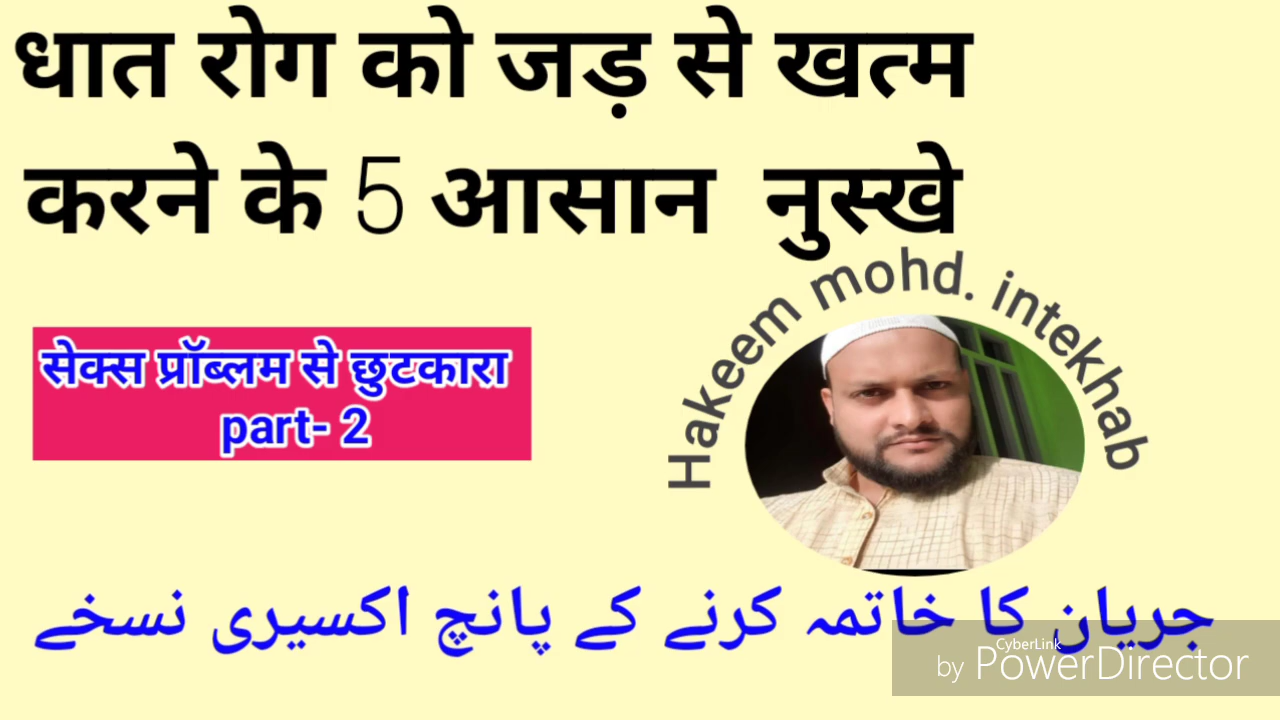 धात रोग को जड़ से खत्म
करने के 5 आसान नुस्खे
Hakeem mohd. intekhab
सेक्स प्रॉब्लम से छुटकारा
part- 2
جریان کا خاتمہ کرنے کے پانچ اکسیری نسخے
CyberLink
by PowerDirector